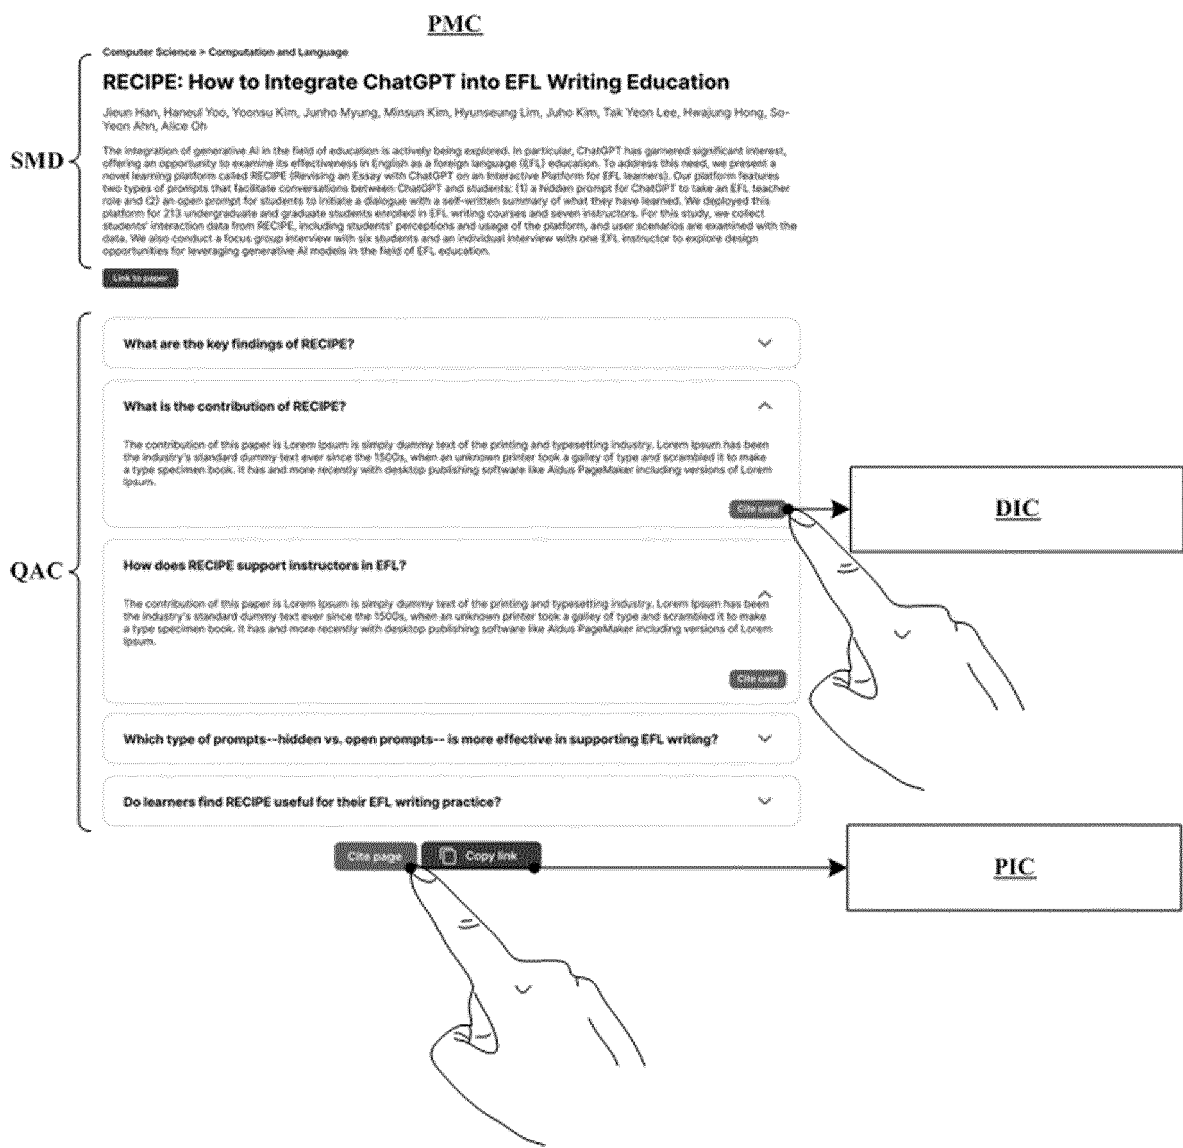 PMC
Computer Science > Computation and Language
RECIPE: How to Integrate ChatGPT into EFL Writing Education
Jieun Han, Haneul Yoo, Yoonsu Kim, Junho Myung, Minsun Kim, Hyunseung Lim, Juho Kim, Tak Yeon Lee, Hwajung Hong, So-
Yeon Ahn, Alice Oh
SMD
The integration of generative AI in the field of education is actively being explored. In particular, ChatGPT has garnered significant interest,
offering an opportunity to examine its effectiveness in English as a foreign language (EFL) education. To address this need, we present a
novel learning platform called RECIPE (Revising an Essay with ChatGPT on an Interactive Platform for EFL learners). Our platform features
two types of prompts that facilitate conversations between ChatGPT and students: (1) a hidden prompt for ChatGPT to take an EFL teacher
role and (2) an open prompt for students to initiate a dialogue with a self-written summary of what they have learned. We deployed this
platform for 213 undergraduate and graduate students enrolled in EFL writing courses and seven instructors. For this study, we collect
students' interaction data from RECIPE, including students' perceptions and usage of the platform, and user scenarios are examined with the
data. We also conduct a focus group interview with six students and an individual interview with one EFL instructor to explore design
opportunities for leveraging generative AI models in the field of EFL education.
Link to paper
What are the key findings of RECIPE?
What is the contribution of RECIPE?
The contribution of this paper is Lorem Ipsum is simply dummy text of the printing and typesetting industry. Lorem Ipsum has been
the industry's standard dummy text ever since the 1500s, when an unknown printer took a galley of type and scrambled it to make
a type specimen book. It has and more recently with desktop publishing software like Aldus PageMaker including versions of Lorem
Ipsum.
Cite card
DIC
QAC
How does RECIPE support instructors in EFL?
The contribution of this paper is Lorem Ipsum is simply dummy text of the printing and typesetting industry. Lorem Ipsum has been
the industry's standard dummy text ever since the 1500s, when an unknown printer took a galley of type and scrambled it to make
a type specimen book. It has and more recently with desktop publishing software like Aldus PageMaker including versions of Lorem
Ipsum.
Cite card
Which type of prompts--hidden vs. open prompts-- is more effective in supporting EFL writing?
Do learners find RECIPE useful for their EFL writing practice?
Cite page
Copy link
PIC